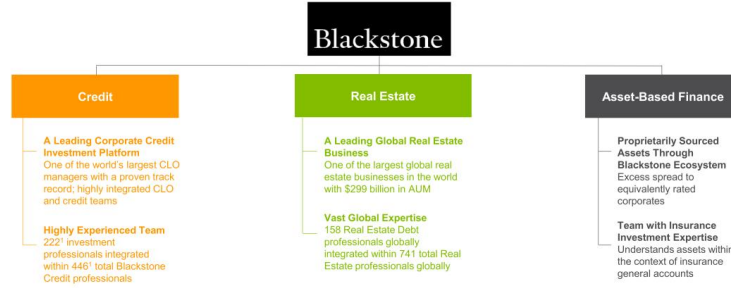 Blackstone
Credit
A Leading Corporate Credit
Investment Platform
One of the world's largest CLO
managers with a proven track
record; highly integrated CLO
and credit teams
Highly Experienced Team
222† investment
professionals integrated
within 446† total Blackstone
Credit professionals
Real Estate
A Leading Global Real Estate
Business
One of the largest global real
estate businesses in the world
with $299 billion in AUM
Vast Global Expertise
158 Real Estate Debt
professionals globally
integrated within 741 total Real
Estate professionals globally
Asset-Based Finance
Proprietarily Sourced
Assets Through
Blackstone Ecosystem
Excess spread to
equivalently rated
corporates
Team with Insurance
Investment Expertise
Understands assets within
the context of insurance
general accounts